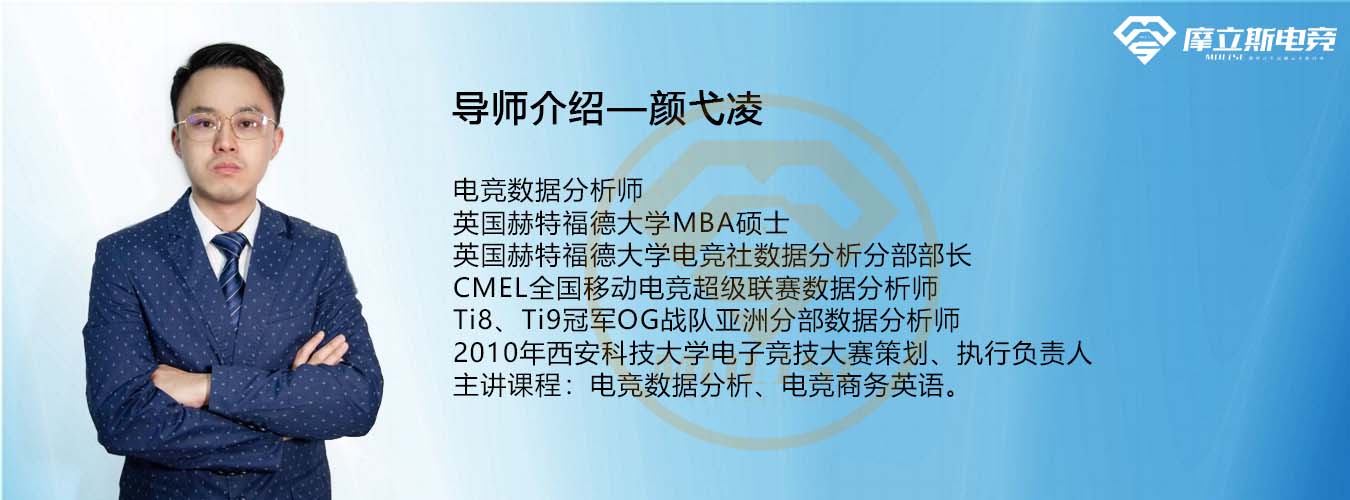 摩立斯电竞
导师介绍—颜弋凌
电竞数据分析师
英国赫特福德大学MBA硕士
英国赫特福德大学电竞社数据分析分部部长
CMEL全国移动电竞超级联赛数据分析师
Ti8、Ti9冠军OG战队亚洲分部数据分析师
2010年西安科技大学电子竞技大赛策划、执行负责人
主讲课程：电竞数据分析、电竞商务英语。